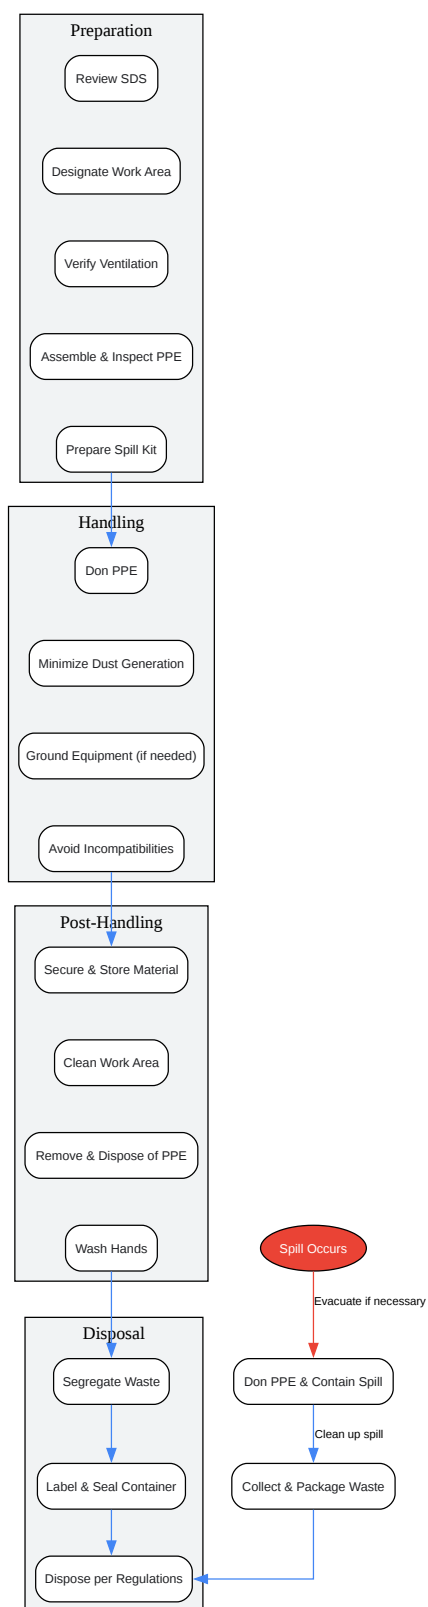 Preparation
Review SDS
Designate Work Area
Verify Ventilation
Assemble & Inspect PPE
Prepare Spill Kit
Handling
Don PPE
Minimize Dust Generation
Ground Equipment (if needed)
Avoid Incompatibilities
Post-Handling
Secure & Store Material
Clean Work Area
Remove & Dispose of PPE
Wash Hands
Spill Occurs
Evacuate if necessary
Disposal
Segregate Waste
Don PPE & Contain Spill
Clean up spill
Label & Seal Container
Collect & Package Waste
Dispose per Regulations